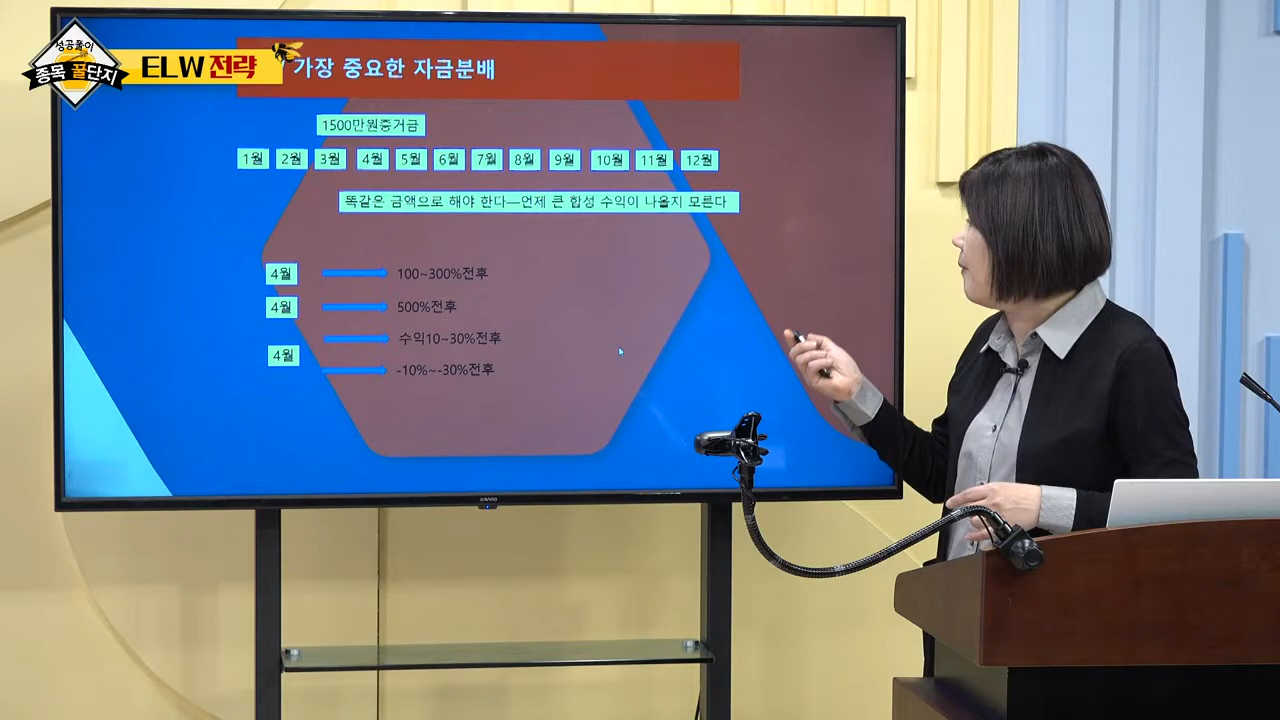 성공풀이
종목 꿀단지
ELW전략
가장 중요한 자금분배
1500만원증거금
1월 2월 3월 4월 5월 6월 7월 8월 9월 10월 11월 12월
똑같은 금액으로 해야 한다—언제 큰 합성 수익이 나올지 모른다
4월 100~300%전후
4월 500%전후
수익10~30%전후
4월
-10%~-30%전후